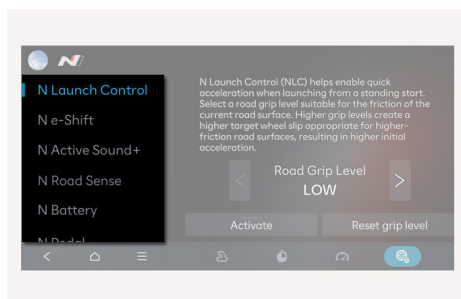 N
N Launch Control
N e-Shift
N Active Sound+
N Road Sense
N Battery
N Pedal
N Launch Control (NLC) helps enable quick
acceleration when launching from a standing start.
Select a road grip level suitable for the friction of the
current road surface. Higher grip levels create a
higher target wheel slip appropriate for higher-
friction road surfaces, resulting in higher initial
acceleration.
Road Grip Level
LOW
Activate
Reset grip level